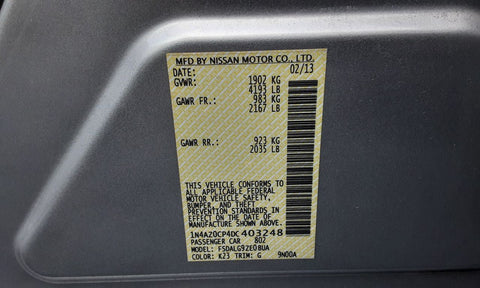 MFD BY NISSAN MOTOR CO., LTD.
DATE: 02/13
GVWR: 1902 KG
4193 LB
GAWR FR.: 983 KG
2167 LB
GAWR RR.: 923 KG
2035 LB
THIS VEHICLE CONFORMS TO
ALL APPLICABLE FEDERAL
MOTOR VEHICLE SAFETY,
BUMPER, AND THEFT
PREVENTION STANDARDS
IN EFFECT ON THE DATE OF
MANUFACTURE SHOWN ABOVE.
1N4AZ0CP4DC403248
PASSENGER CAR 802
MODEL: FSDALG9ZE0BUA
COLOR: K23 TRIM: G 9N00A